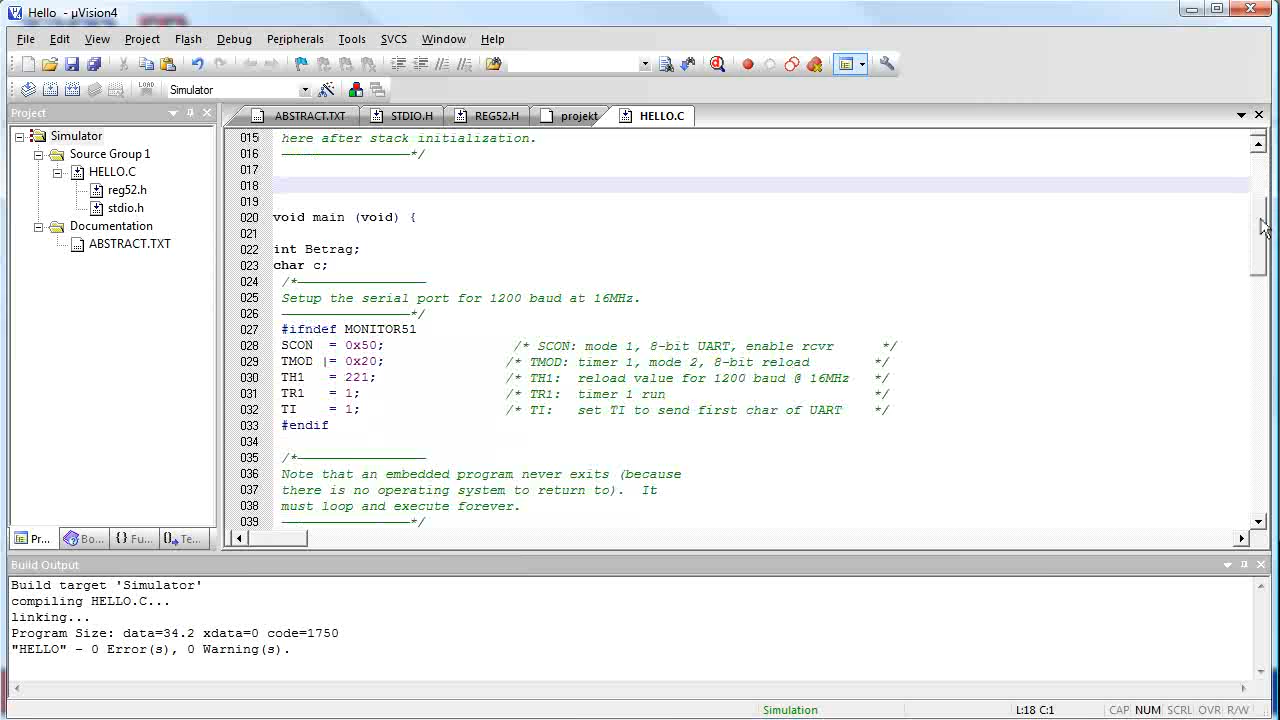 Hello - µVision4
File Edit View Project Flash Debug Peripherals Tools SVCS Window Help
LOAD Simulator
Project
ABSTRACT.TXT STDIO.H REG52.H projekt HELLO.C
Simulator
Source Group 1
HELLO.C
reg52.h
stdio.h
Documentation
ABSTRACT.TXT
015 here after stack initialization.
016 ----------------*/
017
018
019
020 void main (void) {
021
022 int Betrag;
023 char c;
024 /*----------------
025 Setup the serial port for 1200 baud at 16MHz.
026 ----------------*/
027 #ifndef MONITOR51
028 SCON = 0x50; /* SCON: mode 1, 8-bit UART, enable rcvr */
029 TMOD |= 0x20; /* TMOD: timer 1, mode 2, 8-bit reload */
030 TH1 = 221; /* TH1: reload value for 1200 baud @ 16MHz */
031 TR1 = 1; /* TR1: timer 1 run */
032 TI = 1; /* TI: set TI to send first char of UART */
033 #endif
034
035 /*----------------
036 Note that an embedded program never exits (because
037 there is no operating system to return to). It
038 must loop and execute forever.
039 ----------------*/
Pr... Bo... {} Fu... Te...
Build Output
Build target 'Simulator'
compiling HELLO.C...
linking...
Program Size: data=34.2 xdata=0 code=1750
"HELLO" - 0 Error(s), 0 Warning(s).
Simulation L:18 C:1 CAP NUM SCRL OVR R/W